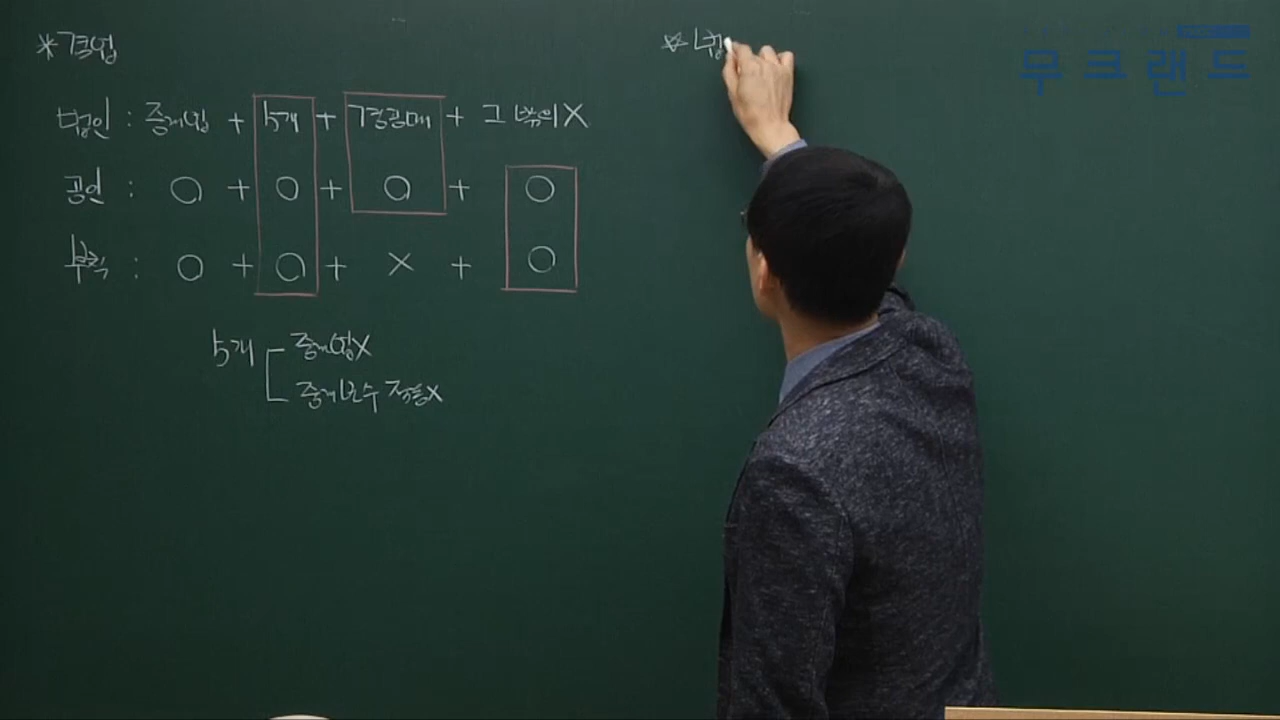 *겸업
법인 : 중개업 + 5개 + 경공매 + 그 밖의 X
공인 : ○ + ○ + ○ + ○
부칙 : ○ + ○ + X + ○
5개
중개업X
중개보수 적용X
무크랜드